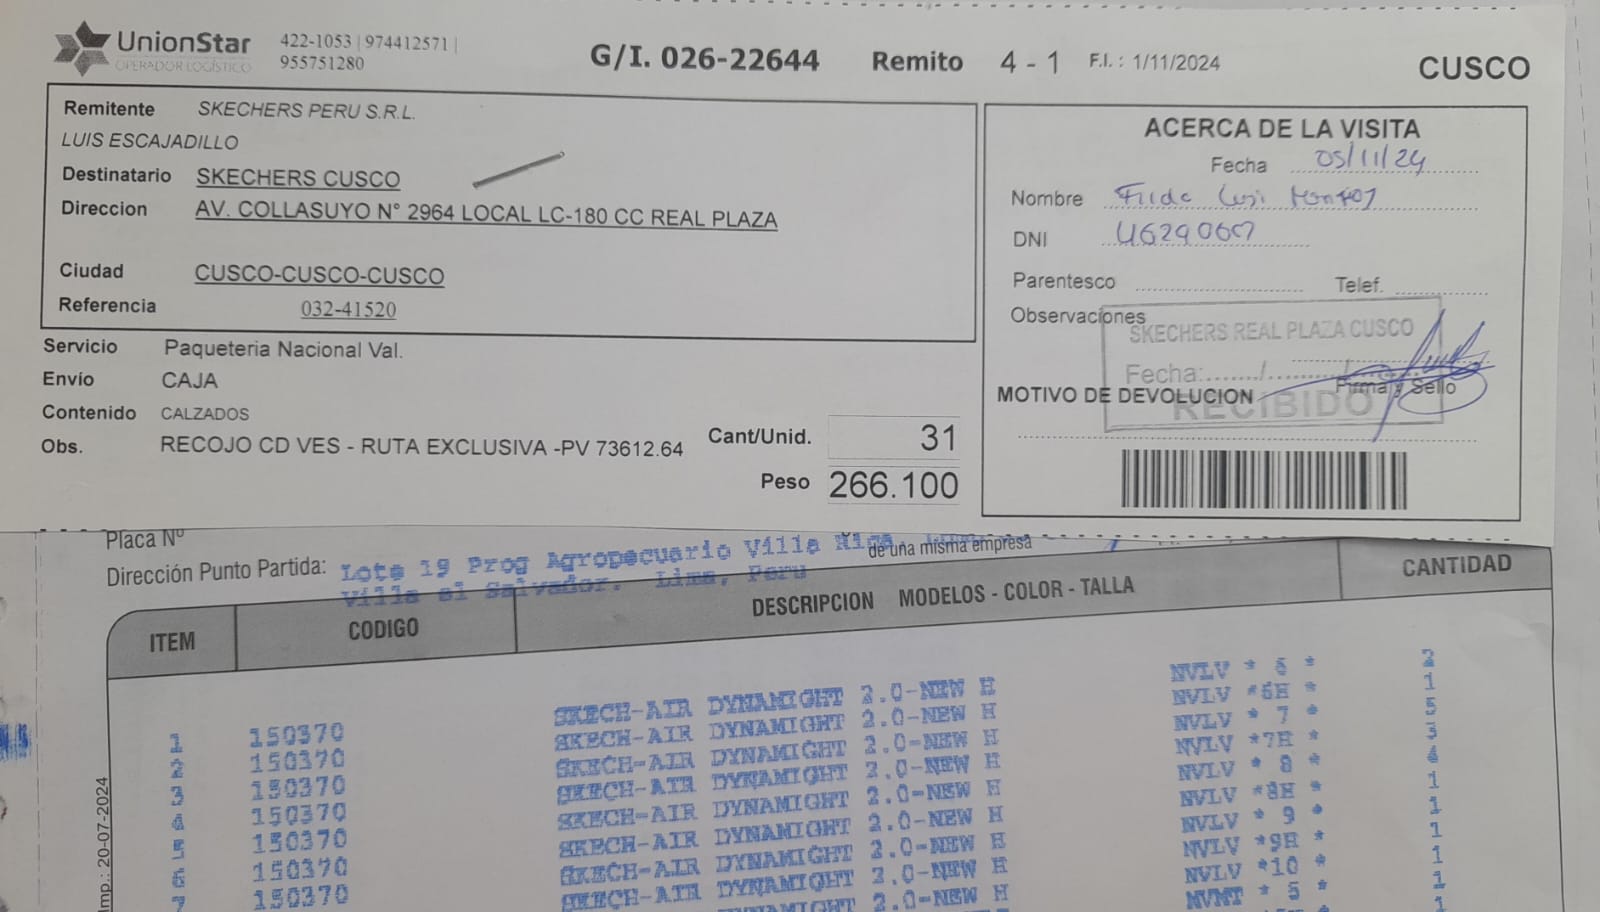 UnionStar
OPERADOR LOGÍSTICO
422-1053 | 974412571 |
955751280
G/I. 026-22644 Remito 4 - 1 F.I. : 1/11/2024 CUSCO
Remitente SKECHERS PERU S.R.L.
LUIS ESCAJADILLO
Destinatario SKECHERS CUSCO
Direccion AV. COLLASUYO N° 2964 LOCAL LC-180 CC REAL PLAZA
Ciudad CUSCO-CUSCO-CUSCO
Referencia 032-41520
Servicio Paqueteria Nacional Val.
Envío CAJA
Contenido CALZADOS
Obs. RECOJO CD VES - RUTA EXCLUSIVA -PV 73612.64
Cant/Unid. 31
Peso 266.100
ACERCA DE LA VISITA
Fecha 05/11/24
Nombre
DNI
Parentesco Telef.
Observaciones
SKECHERS REAL PLAZA CUSCO
Fecha:....../..........
Firma y Sello
MOTIVO DE DEVOLUCION
RECIBIDO
Placa Nº
de una misma empresa
Dirección Punto Partida: Lote 19 Prog Agropecuario Villa
Villa el Salvador. Lima, Peru
ITEM CODIGO DESCRIPCION MODELOS - COLOR - TALLA CANTIDAD
SKECH-AIR DYNAMIGHT 2.0-NEW H NVLV * 6 * 2
1 150370 SKECH-AIR DYNAMIGHT 2.0-NEW H NVLV *6H * 1
2 150370 SKECH-AIR DYNAMIGHT 2.0-NEW H NVLV * 7 * 5
3 150370 SKECH-AIR DYNAMIGHT 2.0-NEW H NVLV *7H * 3
4 150370 SKECH-AIR DYNAMIGHT 2.0-NEW H NVLV * 8 * 4
5 150370 SKECH-AIR DYNAMIGHT 2.0-NEW H NVLV *8H * 1
6 150370 SKECH-AIR DYNAMIGHT 2.0-NEW H NVLV * 9 * 1
7 150370 SKECH-AIR DYNAMIGHT 2.0-NEW H NVLV *9H * 1
NVLV *10 * 1
NVMT * 5 * 1
1
Imp.: 20-07-2024